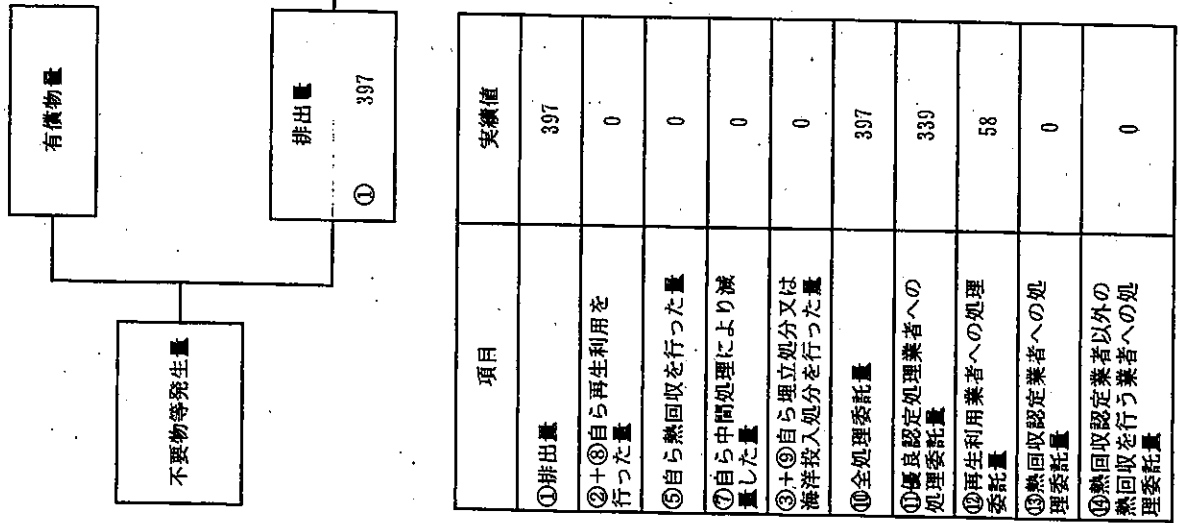 不要物等発生量
有償物量
排出量
① 397
項目 実績値
①排出量 397
②+⑧自ら再生利用を
行った量 0
⑤自ら熱回収を行った量 0
⑦自ら中間処理により減
量した量 0
③+⑨自ら埋立処分又は
海洋投入処分を行った量 0
⑩全処理委託量 397
⑪優良認定処理業者への
処理委託量 339
⑫再生利用業者への処理
委託量 58
⑬熱回収認定業者への処
理委託量 0
⑭熱回収認定業者以外の
熱回収を行う業者への処
理委託量 0